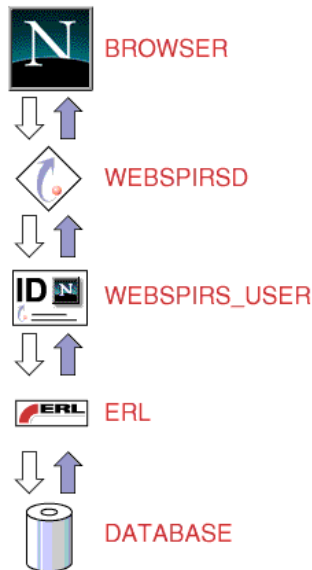 N BROWSER
WEBSPIRSD
ID N WEBSPIRS_USER
ERL ERL
DATABASE